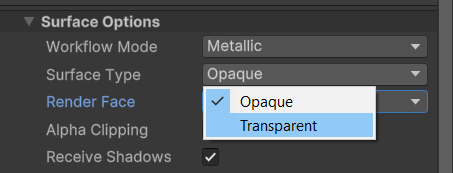 Surface Options
Workflow Mode Metallic
Surface Type Opaque
Render Face Opaque
Transparent
Alpha Clipping
Receive Shadows